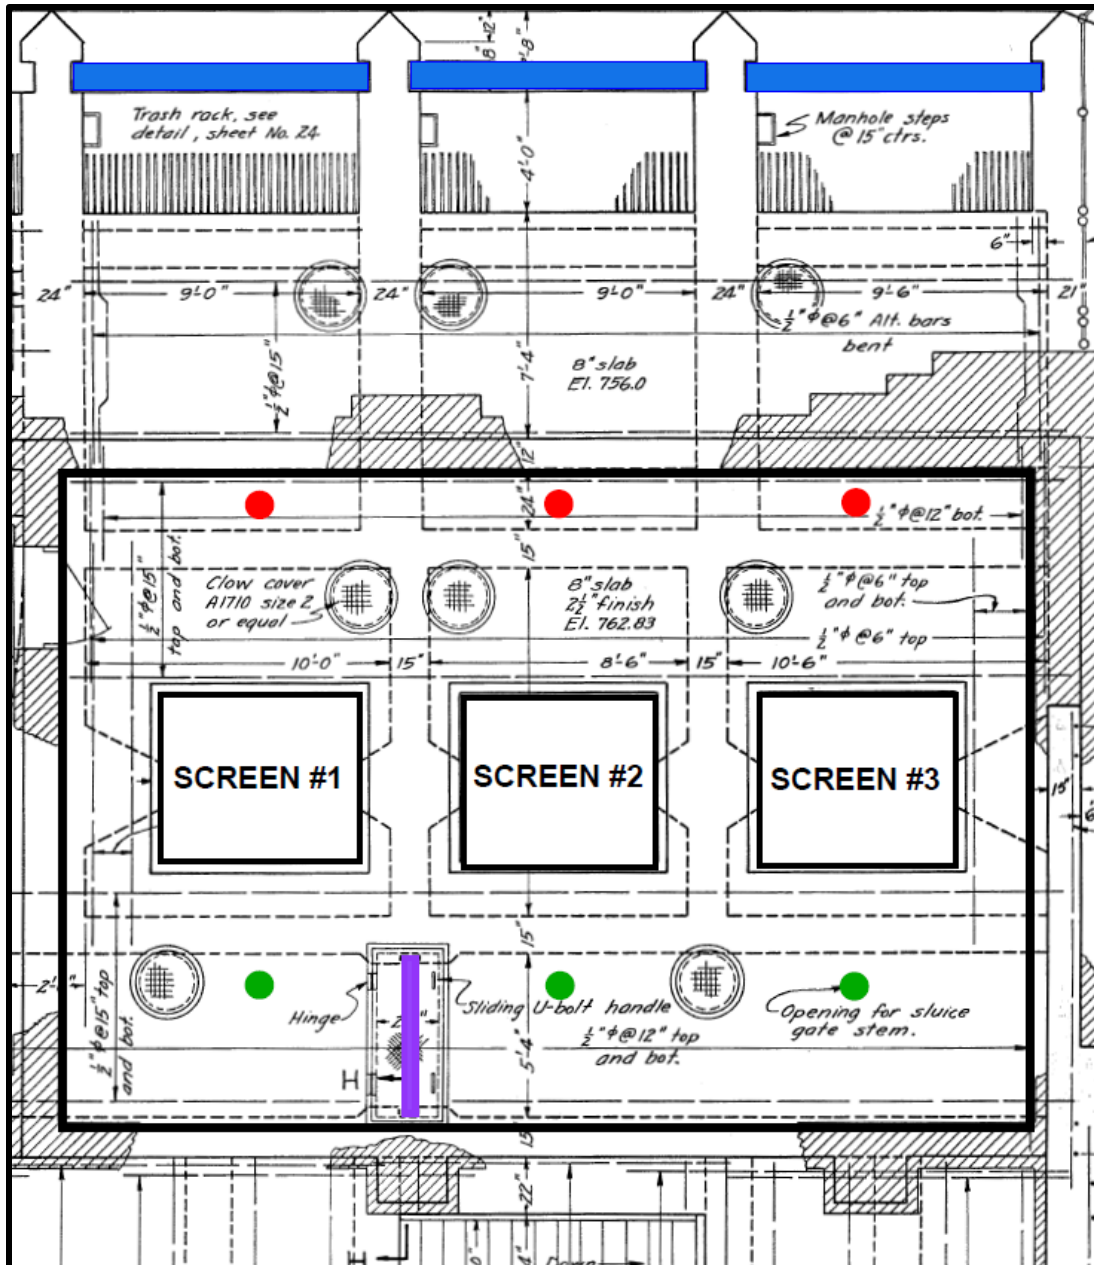 8"
12"
1'-8"
Trash rack, see
detail, sheet No. 24
Manhole steps
@ 15" ctrs.
4'-0"
6"
24"
9'-0"
24"
9'-0"
24"
9'-6"
21"
½"φ@6" Alt. bars
bent
½"φ@15"
7'-4"
8" slab
El. 756.0
12"
24"
½"φ@12" bot.
15"
½"φ@15"
top and bot.
Clow cover
A1710 size 2
or equal
8" slab
2½" finish
El. 762.83
½"φ@6" top
and bot.
½"φ@6" top
10'-0"
15"
8'-6"
15"
10'-6"
SCREEN #1
SCREEN #2
SCREEN #3
15"
6"
15"
½"φ@15" top
and bot.
Hinge
Sliding U-bolt handle
Opening for sluice
gate stem.
½"φ@12" top
and bot.
5'-4"
H
15"
22"
H
Down